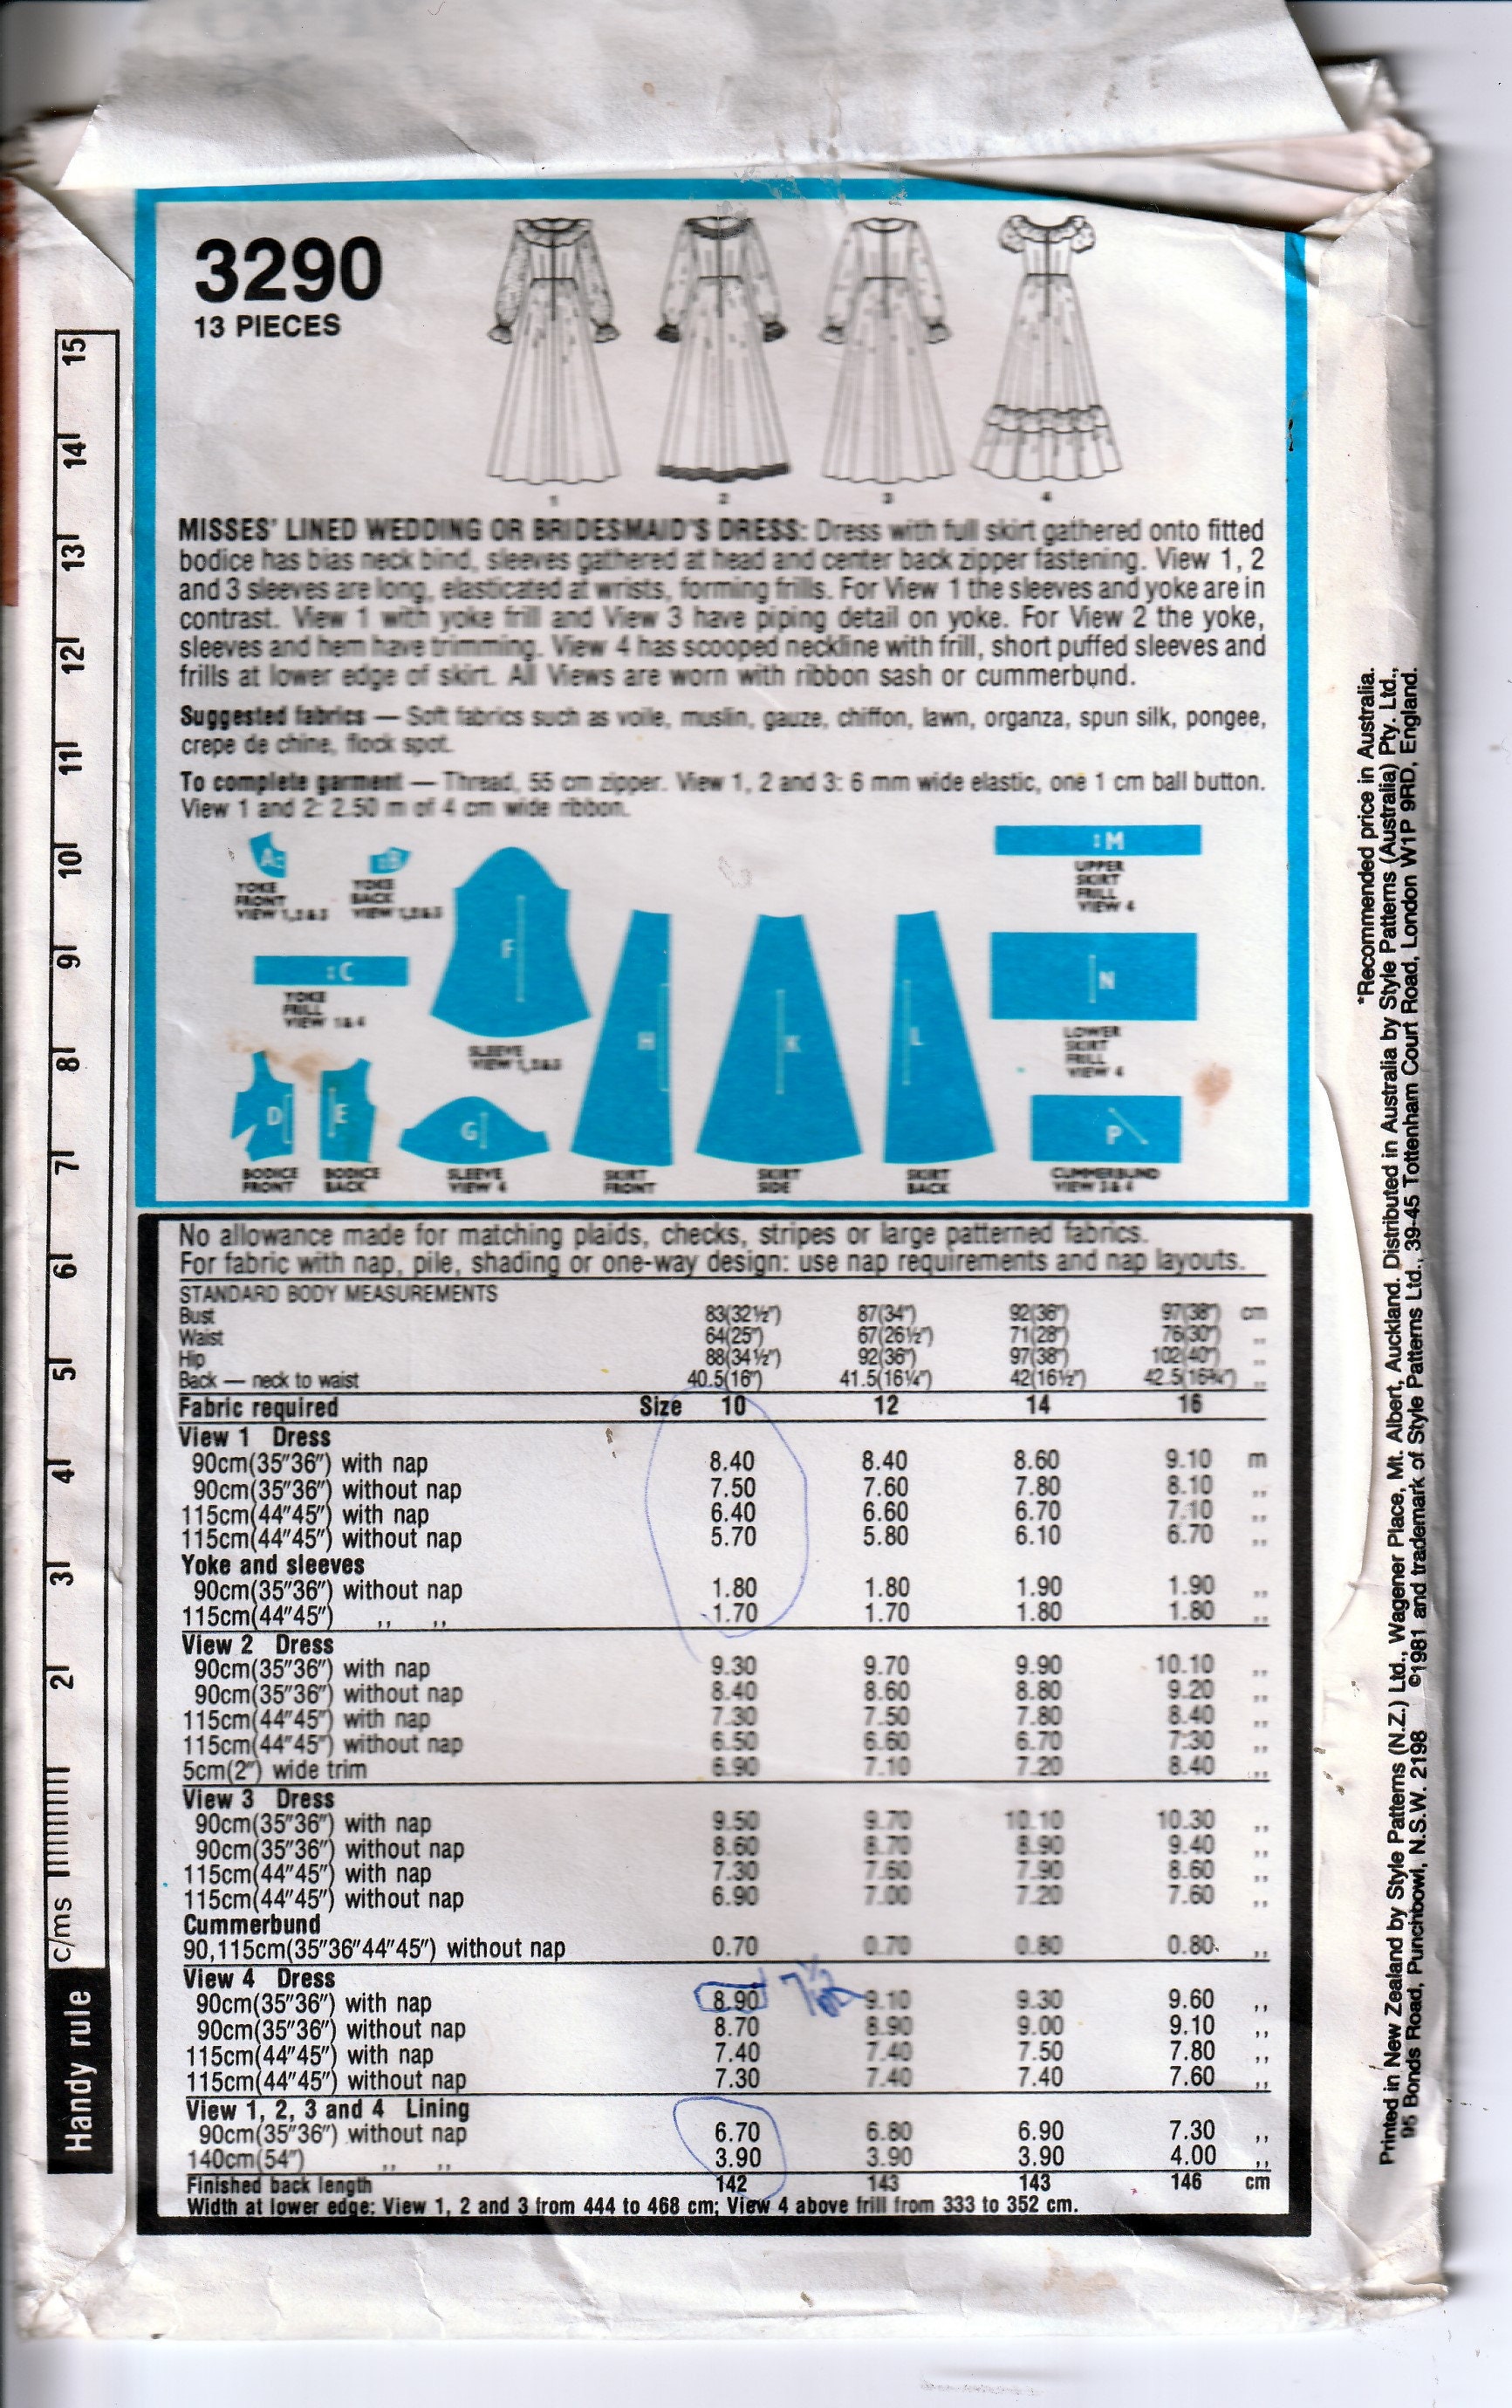 3290
13 PIECES
1 2 3 4
MISSES' LINED WEDDING OR BRIDESMAID'S DRESS: Dress with full skirt gathered onto fitted
bodice has bias neck bind, sleeves gathered at head and center back zipper fastening. View 1, 2
and 3 sleeves are long, elasticated at wrists, forming frills. For View 1 the sleeves and yoke are in
contrast. View 1 with yoke frill and View 3 have piping detail on yoke. For View 2 the yoke,
sleeves and hem have trimming. View 4 has scooped neckline with frill, short puffed sleeves and
frills at lower edge of skirt. All Views are worn with ribbon sash or cummerbund.
Suggested fabrics — Soft fabrics such as voile, muslin, gauze, chiffon, lawn, organza, spun silk, pongee,
crepe de chine, flock spot.
To complete garment — Thread, 55 cm zipper. View 1, 2 and 3: 6 mm wide elastic, one 1 cm ball button.
View 1 and 2: 2.50 m of 4 cm wide ribbon.
A
YOKE
FRONT
VIEW 1,2&3
B
YOKE
BACK
VIEW 1,2&3
C
YOKE
FRILL
VIEW 1&4
D
BODICE
FRONT
E
BODICE
BACK
F
SLEEVE
VIEW 1,2&3
G
SLEEVE
VIEW 4
H
SKIRT
FRONT
K
SKIRT
SIDE
L
SKIRT
BACK
M
UPPER
SKIRT
FRILL
VIEW 4
N
LOWER
SKIRT
FRILL
VIEW 4
P
CUMMERBUND
VIEW 3&4
No allowance made for matching plaids, checks, stripes or large patterned fabrics.
For fabric with nap, pile, shading or one-way design: use nap requirements and nap layouts.
STANDARD BODY MEASUREMENTS
Bust 83(32½") 87(34") 92(36") 97(38") cm
Waist 64(25") 67(26½") 71(28") 76(30") ,,
Hip 88(34½") 92(36") 97(38") 102(40") ,,
Back — neck to waist 40.5(16") 41.5(16¼") 42(16½") 42.5(16¾") ,,
Fabric required Size 10 12 14 16
View 1 Dress
90cm(35"36") with nap 8.40 8.40 8.60 9.10 m
90cm(35"36") without nap 7.50 7.60 7.80 8.10 ,,
115cm(44"45") with nap 6.40 6.60 6.70 7.10 ,,
115cm(44"45") without nap 5.70 5.80 6.10 6.70 ,,
Yoke and sleeves
90cm(35"36") without nap 1.80 1.80 1.90 1.90 ,,
115cm(44"45") ,, ,, 1.70 1.70 1.80 1.80 ,,
View 2 Dress
90cm(35"36") with nap 9.30 9.70 9.90 10.10 ,,
90cm(35"36") without nap 8.40 8.60 8.80 9.20 ,,
115cm(44"45") with nap 7.30 7.50 7.80 8.40 ,,
115cm(44"45") without nap 6.50 6.60 6.70 7.30 ,,
5cm(2") wide trim 6.90 7.10 7.20 8.40 ,,
View 3 Dress
90cm(35"36") with nap 9.50 9.70 10.10 10.30 ,,
90cm(35"36") without nap 8.60 8.70 8.90 9.40 ,,
115cm(44"45") with nap 7.30 7.60 7.90 8.60 ,,
115cm(44"45") without nap 6.90 7.00 7.20 7.60 ,,
Cummerbund
90,115cm(35"36"44"45") without nap 0.70 0.70 0.80 0.80 ,,
View 4 Dress
90cm(35"36") with nap 8.90 7½ 9.10 9.30 9.60 ,,
90cm(35"36") without nap 8.70 8.90 9.00 9.10 ,,
115cm(44"45") with nap 7.40 7.40 7.50 7.80 ,,
115cm(44"45") without nap 7.30 7.40 7.40 7.60 ,,
View 1, 2, 3 and 4 Lining
90cm(35"36") without nap 6.70 6.80 6.90 7.30 ,,
140cm(54") ,, ,, 3.90 3.90 3.90 4.00 ,,
Finished back length 142 143 143 146 cm
Width at lower edge: View 1, 2 and 3 from 444 to 468 cm; View 4 above frill from 333 to 352 cm.
Handy rule c/ms 2 3 4 5 6 7 8 9 10 11 12 13 14 15
*Recommended price in Australia.
Printed in New Zealand by Style Patterns (N.Z.) Ltd., Wagener Place, Mt. Albert, Auckland. Distributed in Australia by Style Patterns (Australia) Pty. Ltd.,
95 Bonds Road, Punchbowl, N.S.W. 2198 ©1981 and trademark of Style Patterns Ltd., 39-45 Tottenham Court Road, London W1P 9RD, England.